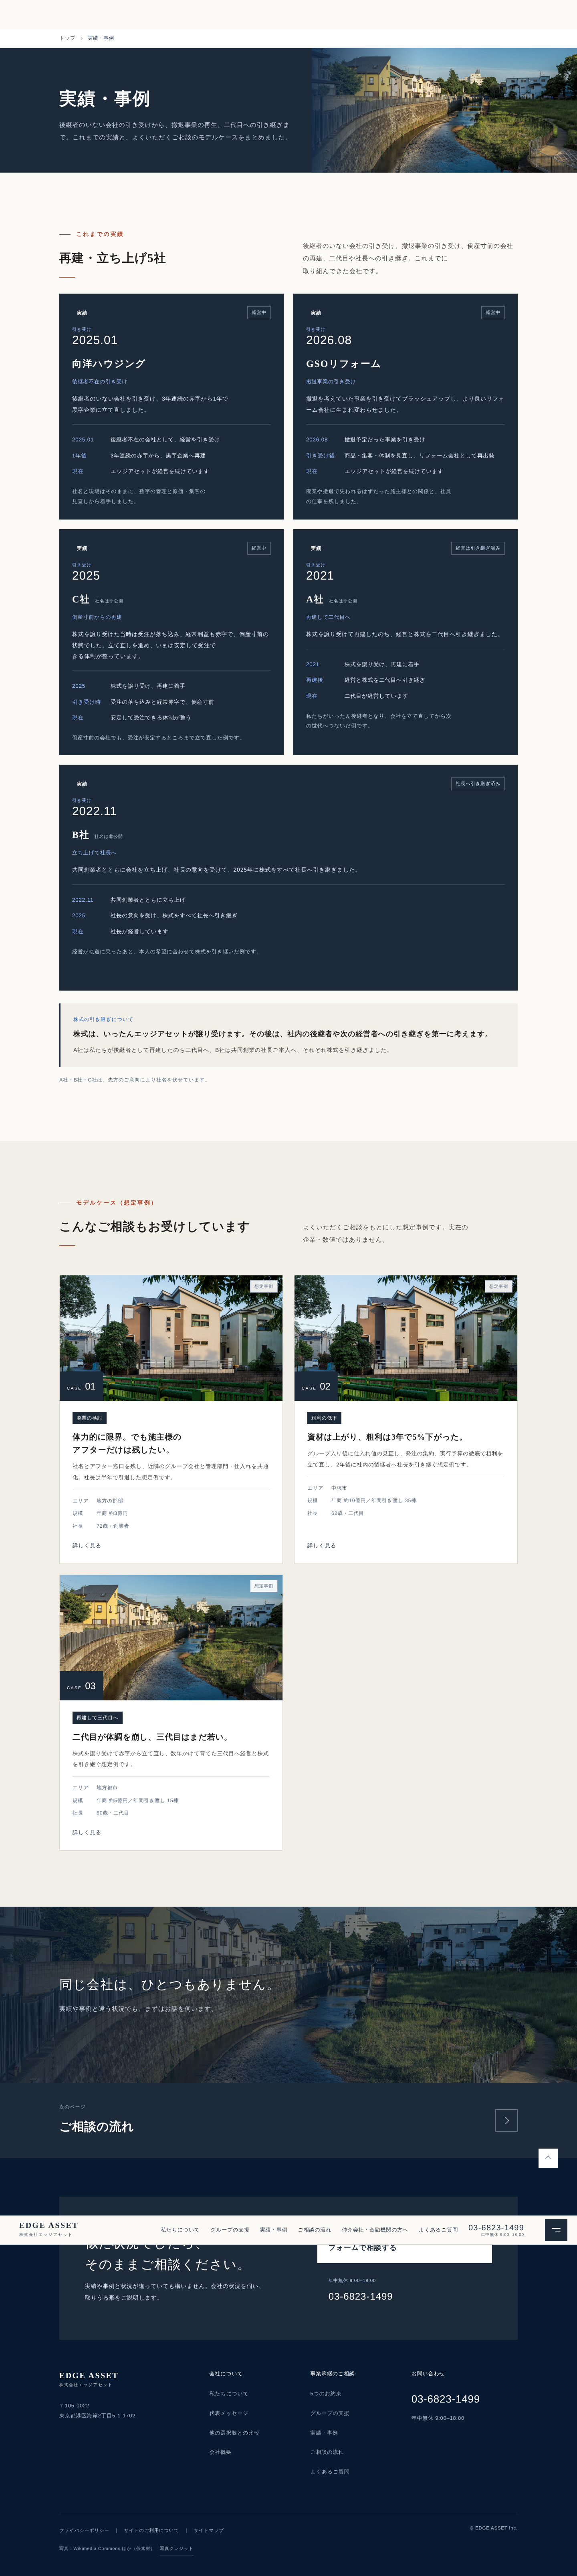 トップ › 実績・事例
実績・事例
後継者のいない会社の引き受けから、撤退事業の再生、二代目への引き継ぎま
で。これまでの実績と、よくいただくご相談のモデルケースをまとめました。
これまでの実績
再建・立ち上げ5社
後継者のいない会社の引き受け、撤退事業の引き受け、倒産寸前の会社
の再建、二代目や社長への引き継ぎ。これまでに
取り組んできた会社です。
実績 経営中
引き受け
2025.01
向洋ハウジング
後継者不在の引き受け
後継者のいない会社を引き受け、3年連続の赤字から1年で
黒字企業に立て直しました。
2025.01 後継者不在の会社として、経営を引き受け
1年後 3年連続の赤字から、黒字企業へ再建
現在 エッジアセットが経営を続けています
社名と現場はそのままに、数字の管理と原価・集客の
見直しから着手しました。
実績 経営中
引き受け
2026.08
GSOリフォーム
撤退事業の引き受け
撤退を考えていた事業を引き受けてブラッシュアップし、より良いリフォ
ーム会社に生まれ変わらせました。
2026.08 撤退予定だった事業を引き受け
引き受け後 商品・集客・体制を見直し、リフォーム会社として再出発
現在 エッジアセットが経営を続けています
廃業や撤退で失われるはずだった施主様との関係と、社員
の仕事を残しました。
実績 経営中
引き受け
2025
C社 社名は非公開
倒産寸前からの再建
株式を譲り受けた当時は受注が落ち込み、経常利益も赤字で、倒産寸前の
状態でした。立て直しを進め、いまは安定して受注で
きる体制が整っています。
2025 株式を譲り受け、再建に着手
引き受け時 受注の落ち込みと経常赤字で、倒産寸前
現在 安定して受注できる体制が整う
倒産寸前の会社でも、受注が安定するところまで立て直した例です。
実績 経営は引き継ぎ済み
引き受け
2021
A社 社名は非公開
再建して二代目へ
株式を譲り受けて再建したのち、経営と株式を二代目へ引き継ぎました。
2021 株式を譲り受け、再建に着手
再建後 経営と株式を二代目へ引き継ぎ
現在 二代目が経営しています
私たちがいったん後継者となり、会社を立て直してから次
の世代へつないだ例です。
実績 社長へ引き継ぎ済み
引き受け
2022.11
B社 社名は非公開
立ち上げて社長へ
共同創業者とともに会社を立ち上げ、社長の意向を受けて、2025年に株式をすべて社長へ引き継ぎました。
2022.11 共同創業者とともに立ち上げ
2025 社長の意向を受け、株式をすべて社長へ引き継ぎ
現在 社長が経営しています
経営が軌道に乗ったあと、本人の希望に合わせて株式を引き継いだ例です。
株式の引き継ぎについて
株式は、いったんエッジアセットが譲り受けます。その後は、社内の後継者や次の経営者への引き継ぎを第一に考えます。
A社は私たちが後継者として再建したのち二代目へ、B社は共同創業の社長ご本人へ、それぞれ株式を引き継ぎました。
A社・B社・C社は、先方のご意向により社名を伏せています。
モデルケース（想定事例）
こんなご相談もお受けしています
よくいただくご相談をもとにした想定事例です。実在の
企業・数値ではありません。
想定事例
CASE 01
廃業の検討
体力的に限界。でも施主様の
アフターだけは残したい。
社名とアフター窓口を残し、近隣のグループ会社と管理部門・仕入れを共通
化。社長は半年で引退した想定例です。
エリア 地方の郡部
規模 年商 約3億円
社長 72歳・創業者
詳しく見る
想定事例
CASE 02
粗利の低下
資材は上がり、粗利は3年で5%下がった。
グループ入り後に仕入れ値の見直し、発注の集約、実行予算の徹底で粗利を
立て直し、2年後に社内の後継者へ社長を引き継ぐ想定例です。
エリア 中核市
規模 年商 約10億円／年間引き渡し 35棟
社長 62歳・二代目
詳しく見る
想定事例
CASE 03
再建して三代目へ
二代目が体調を崩し、三代目はまだ若い。
株式を譲り受けて赤字から立て直し、数年かけて育てた三代目へ経営と株式
を引き継ぐ想定例です。
エリア 地方都市
規模 年商 約5億円／年間引き渡し 15棟
社長 65歳・二代目
詳しく見る
同じ会社は、ひとつもありません。
実績や事例と違う状況でも、まずはお話を伺います。
次のページ
ご相談の流れ
EDGE ASSET
株式会社エッジアセット
私たちについて グループの支援 実績・事例 ご相談の流れ 仲介会社・金融機関の方へ よくあるご質問
03-6823-1499
年中無休 9:00–18:00
そのままご相談ください。
実績や事例と状況が違っていても構いません。会社の状況を伺い、
取りうる形をご説明します。
フォームで相談する
年中無休 9:00–18:00
03-6823-1499
EDGE ASSET
株式会社エッジアセット
〒105-0022
東京都港区海岸2丁目5-1-1702
会社について
私たちについて
代表メッセージ
他の選択肢との比較
会社概要
事業承継のご相談
5つのお約束
グループの支援
実績・事例
ご相談の流れ
よくあるご質問
お問い合わせ
03-6823-1499
年中無休 9:00–18:00
プライバシーポリシー | サイトのご利用について | サイトマップ
© EDGE ASSET Inc.
写真：Wikimedia Commons ほか（加算材） 写真クレジット